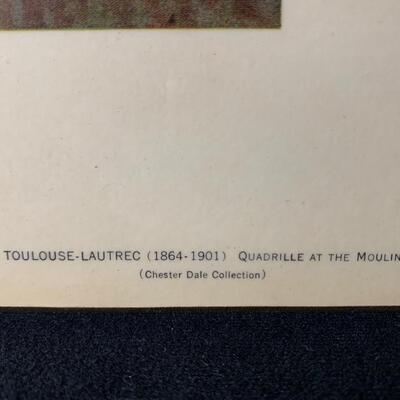 TOULOUSE-LAUTREC (1864-1901) QUADRILLE AT THE MOULIN
(Chester Dale Collection)